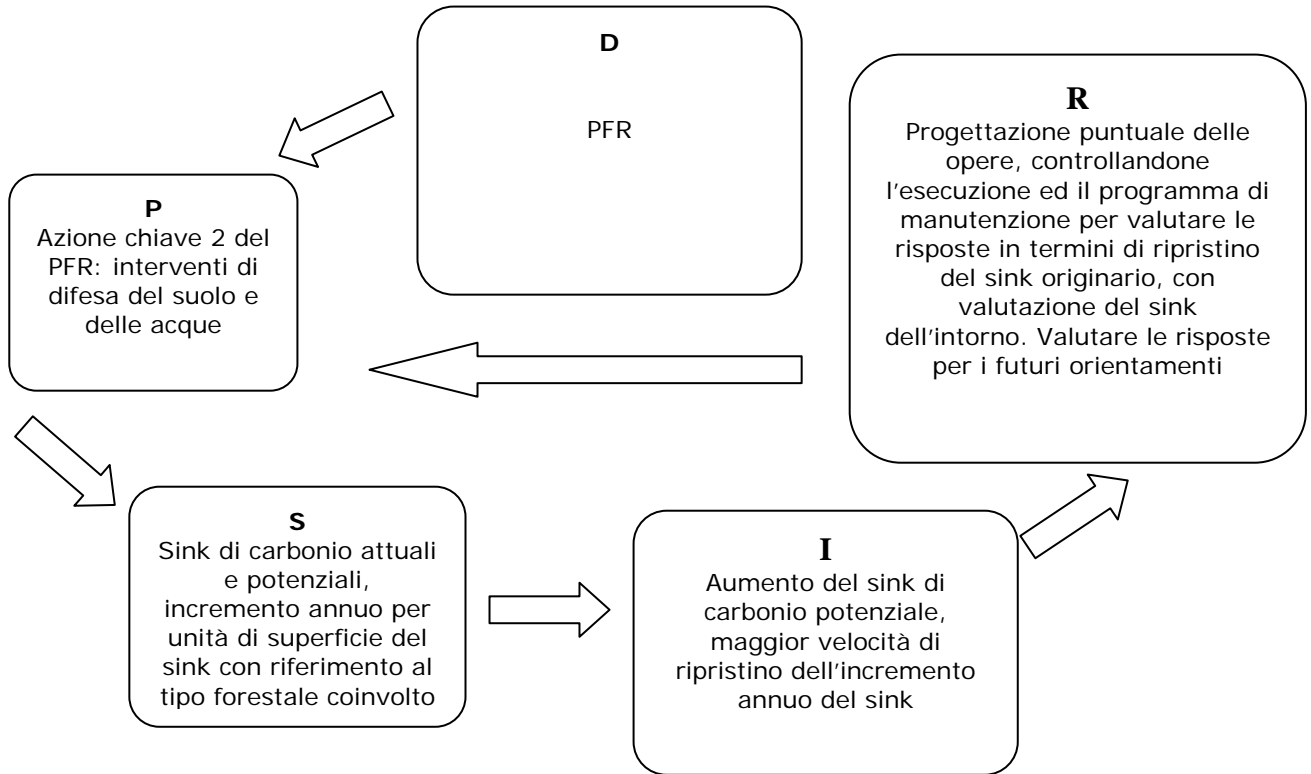 D
PFR
P
Azione chiave 2 del
PFR: interventi di
difesa del suolo e
delle acque
S
Sink di carbonio attuali
e potenziali,
incremento annuo per
unità di superficie del
sink con riferimento al
tipo forestale coinvolto
I
Aumento del sink di
carbonio potenziale,
maggior velocità di
ripristino dell'incremento
annuo del sink
R
Progettazione puntuale delle
opere, controllandone
l'esecuzione ed il programma di
manutenzione per valutare le
risposte in termini di ripristino
del sink originario, con
valutazione del sink
dell'intorno. Valutare le risposte
per i futuri orientamenti